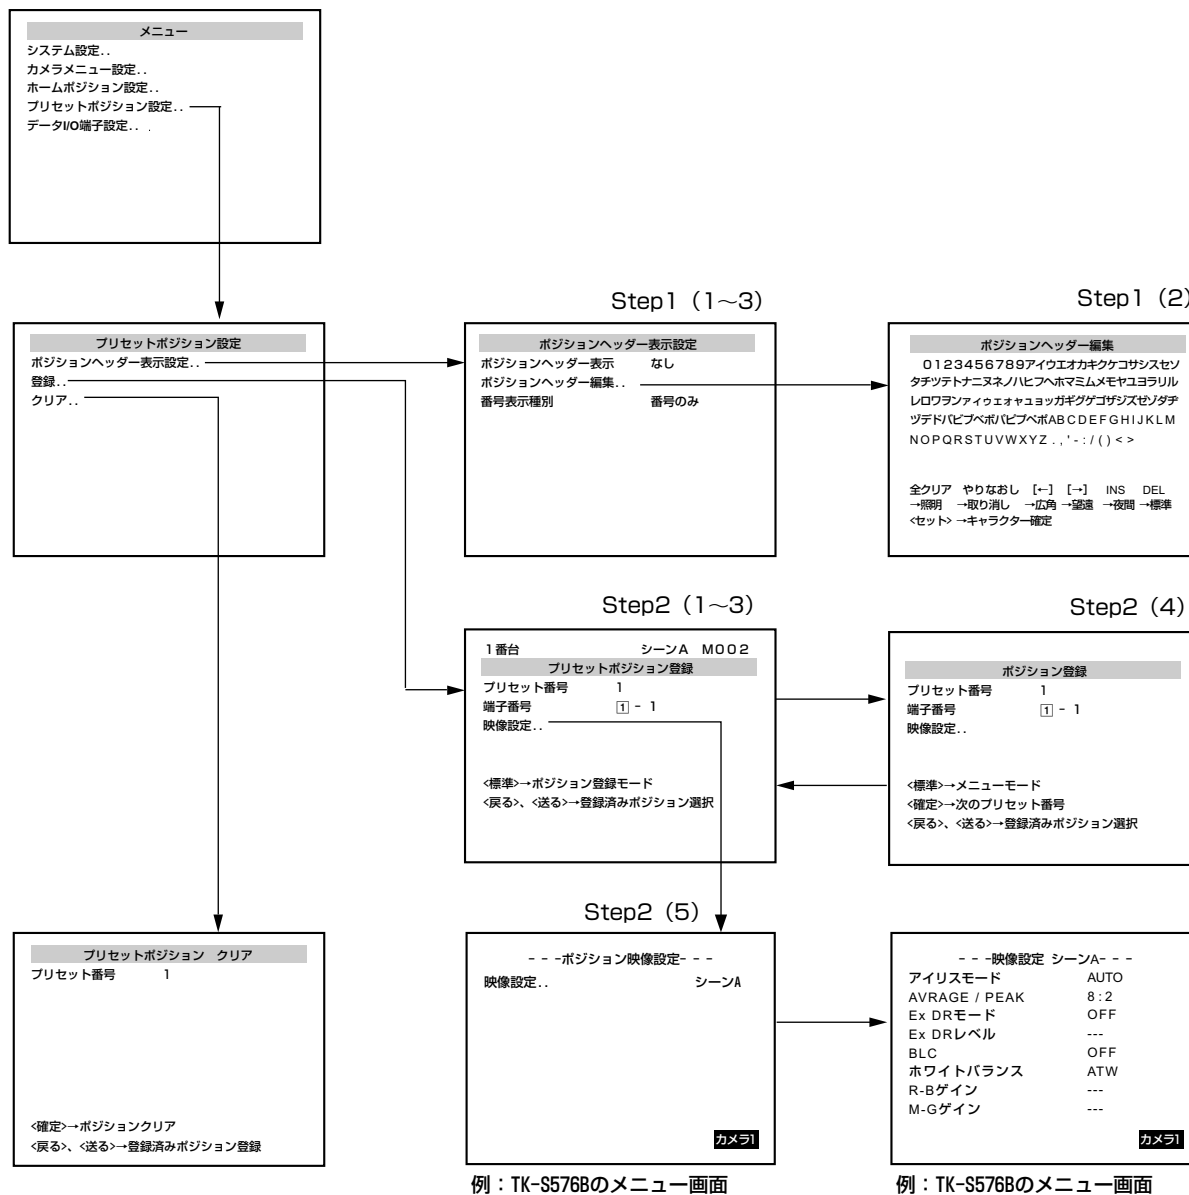 メニュー
システム設定..
カメラメニュー設定..
ホームポジション設定..
プリセットポジション設定..
データI/O端子設定..
Step1（1～3）
Step1（2）
プリセットポジション設定
ポジションヘッダー表示設定..
登録..
クリア..
ポジションヘッダー表示設定
ポジションヘッダー表示 なし
ポジションヘッダー編集..
番号表示種別 番号のみ
ポジションヘッダー編集
0123456789アイウエオカキクケコサシスセソ
タチツテトナニヌネノハヒフヘホマミムメモヤユヨラリル
レロワヲンァィゥェォャュョッガギグゲゴザジズゼゾダヂ
ヅデドバビブベボパピプペポABCDEFGHIJKLM
NOPQRSTUVWXYZ.,'-:/()<>
全クリア やりなおし [←] [→] INS DEL
→照明 →取り消し →広角 →望遠 →夜間 →標準
<セット> →キャラクター確定
Step2（1～3）
Step2（4）
1番台 シーンA M002
プリセットポジション登録
プリセット番号 1
端子番号 1 - 1
映像設定..
<標準>→ポジション登録モード
<戻る>、<送る>→登録済みポジション選択
ポジション登録
プリセット番号 1
端子番号 1 - 1
映像設定..
<標準>→メニューモード
<確定>→次のプリセット番号
<戻る>、<送る>→登録済みポジション選択
Step2（5）
プリセットポジション クリア
プリセット番号 1
<確定>→ポジションクリア
<戻る>、<送る>→登録済みポジション登録
- - -ポジション映像設定- - -
映像設定.. シーンA
カメラ1
例：TK-S576Bのメニュー画面
- - -映像設定 シーンA- - -
アイリスモード AUTO
AVRAGE / PEAK 8:2
Ex DRモード OFF
Ex DRレベル ---
BLC OFF
ホワイトバランス ATW
R-Bゲイン ---
M-Gゲイン ---
カメラ1
例：TK-S576Bのメニュー画面